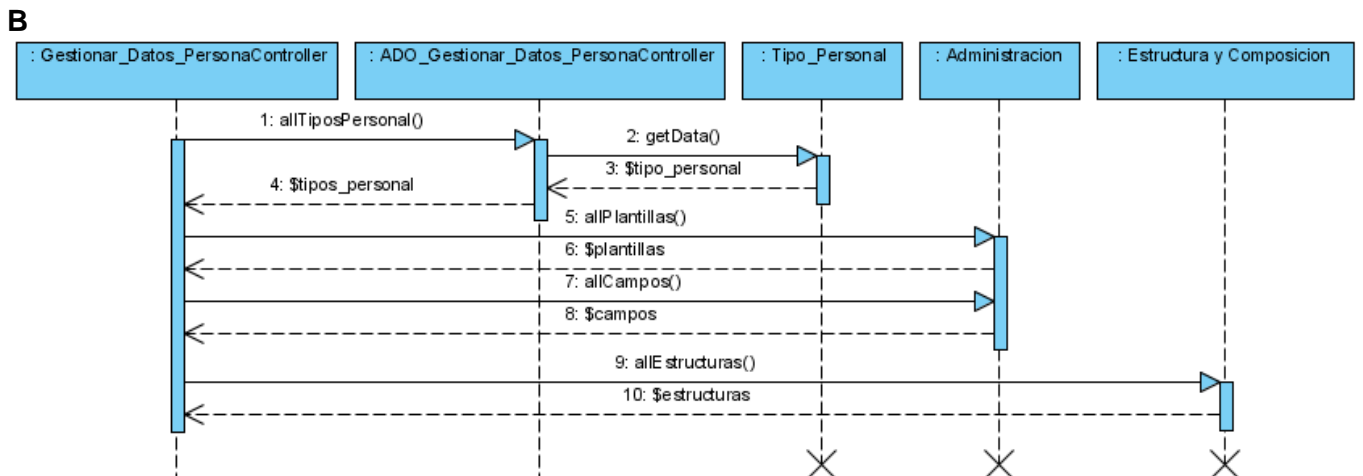 B
: Gestionar_Datos_PersonaController
: ADO_Gestionar_Datos_PersonaController
: Tipo_Personal
: Administracion
: Estructura y Composicion
1: allTiposPersonal()
2: getData()
3: $tipo_personal
4: $tipos_personal
5: allPlantillas()
6: $plantillas
7: allCampos()
8: $campos
9: allEstructuras()
10: $estructuras